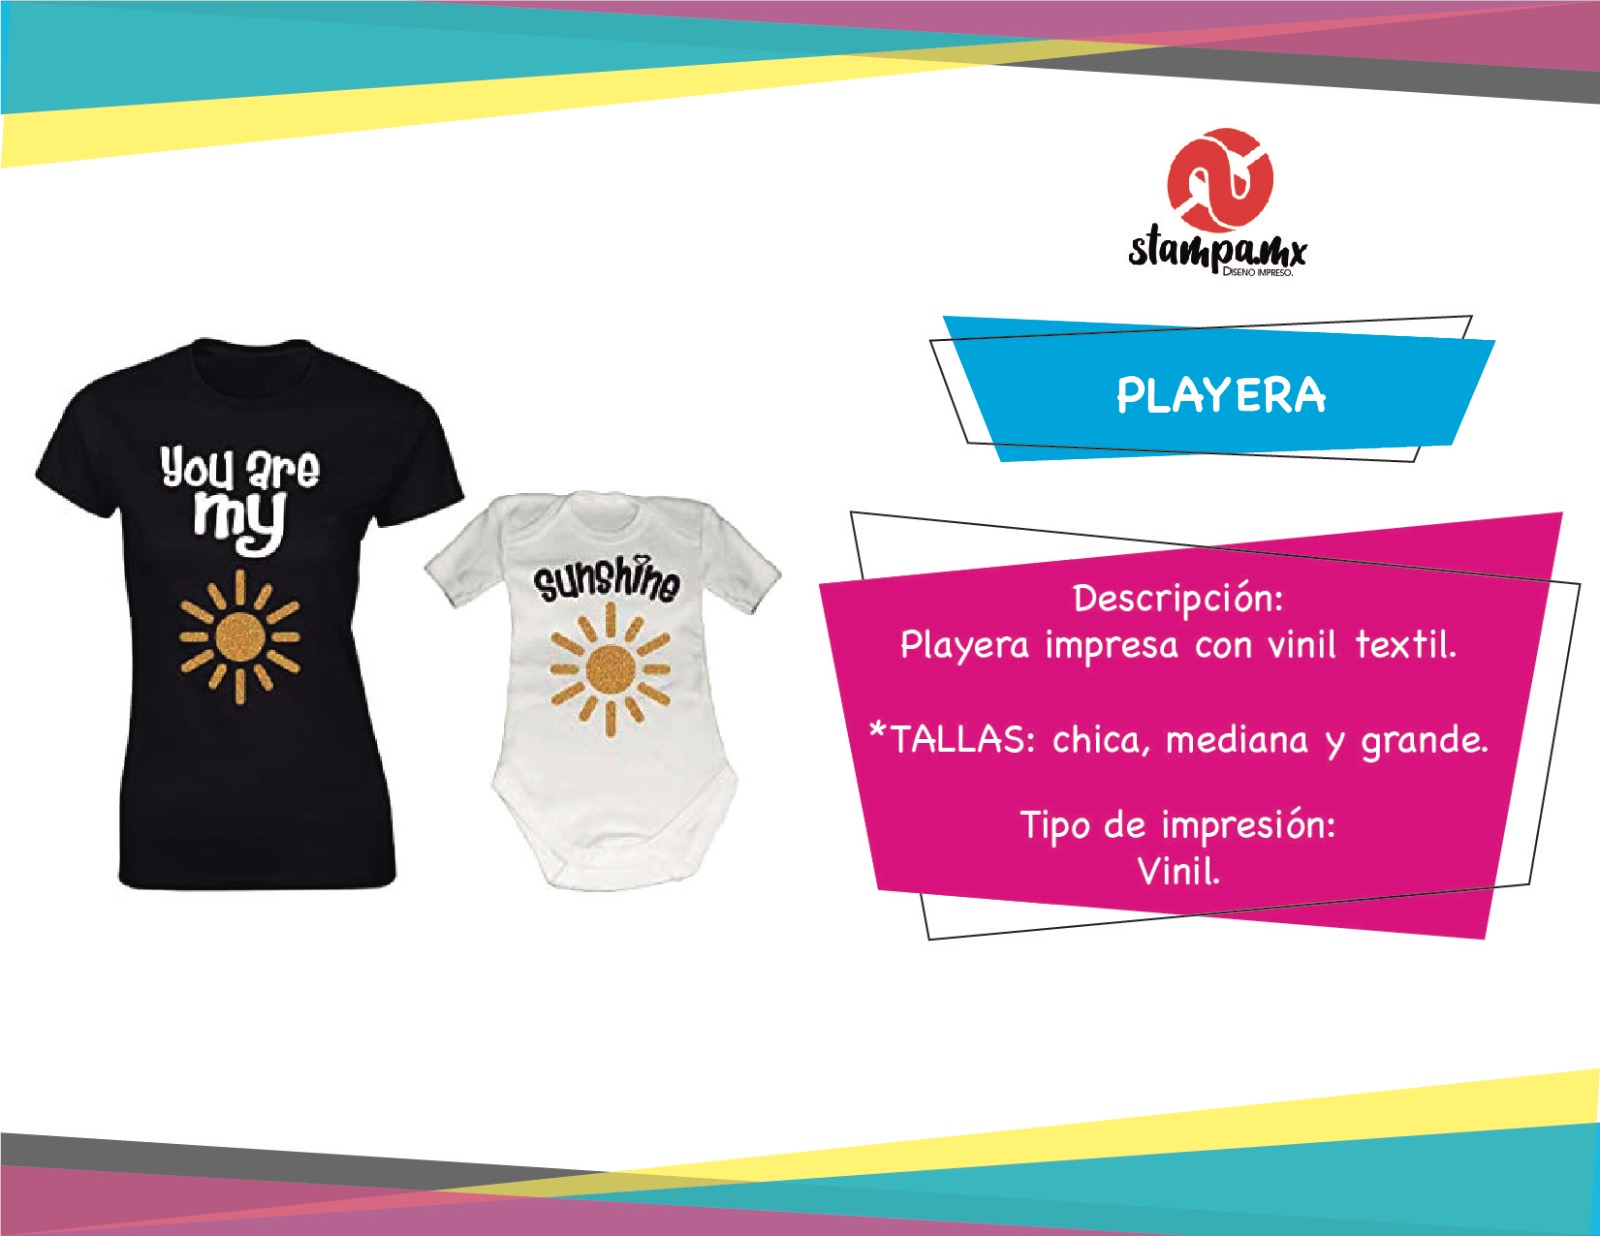 stampa.mx
DISENO IMPRESO.
PLAYERA
you are
my
sunshine
Descripción:
Playera impresa con vinil textil.
*TALLAS: chica, mediana y grande.
Tipo de impresión:
Vinil.